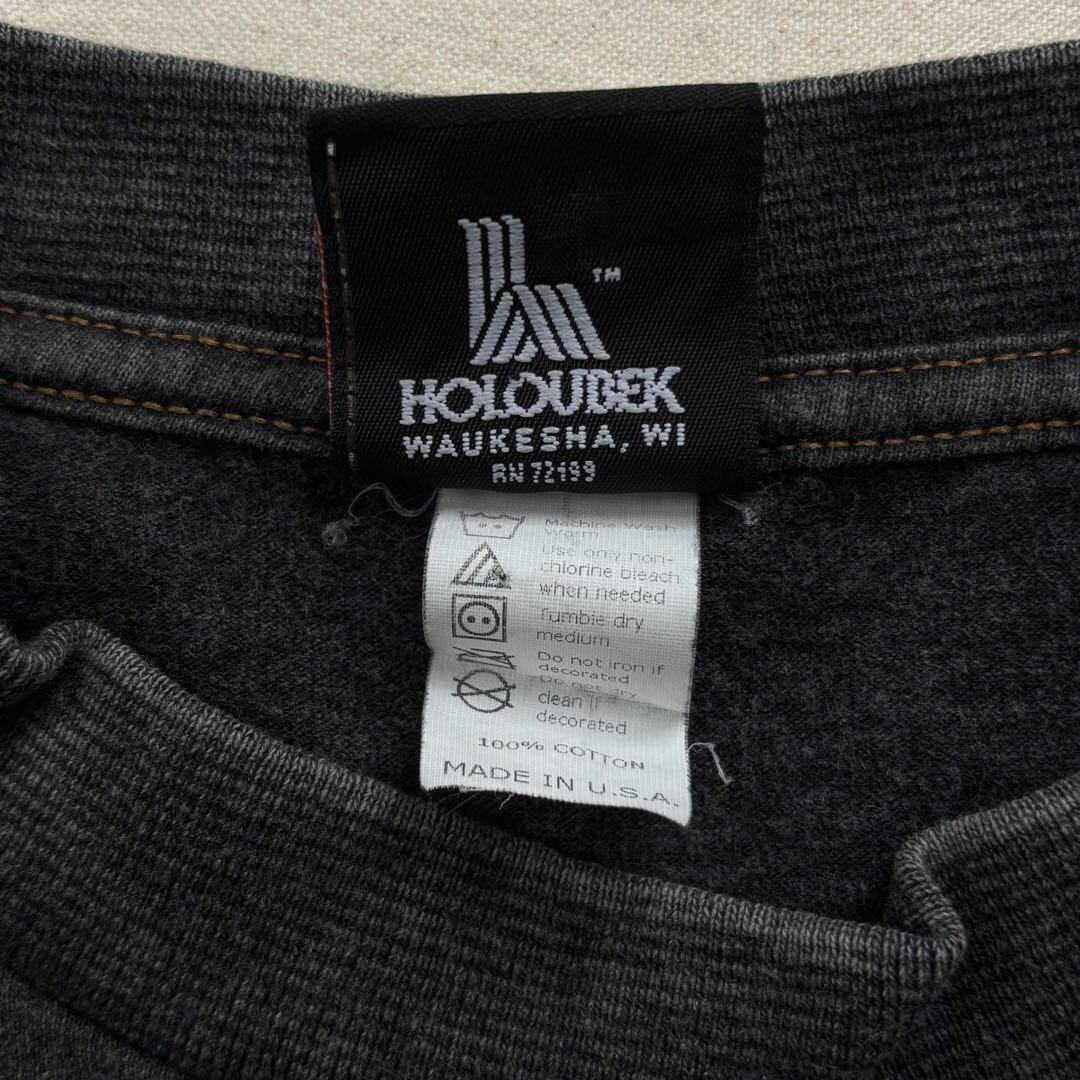 TM
HOLOUBEK
WAUKESHA, WI
RN 72499
Machine Wash
Warm
Use only non-
chlorine bleach
when needed
Tumble dry
medium
Do not iron if
decorated
Do not dry
clean if
decorated
100% COTTON
MADE IN U.S.A.